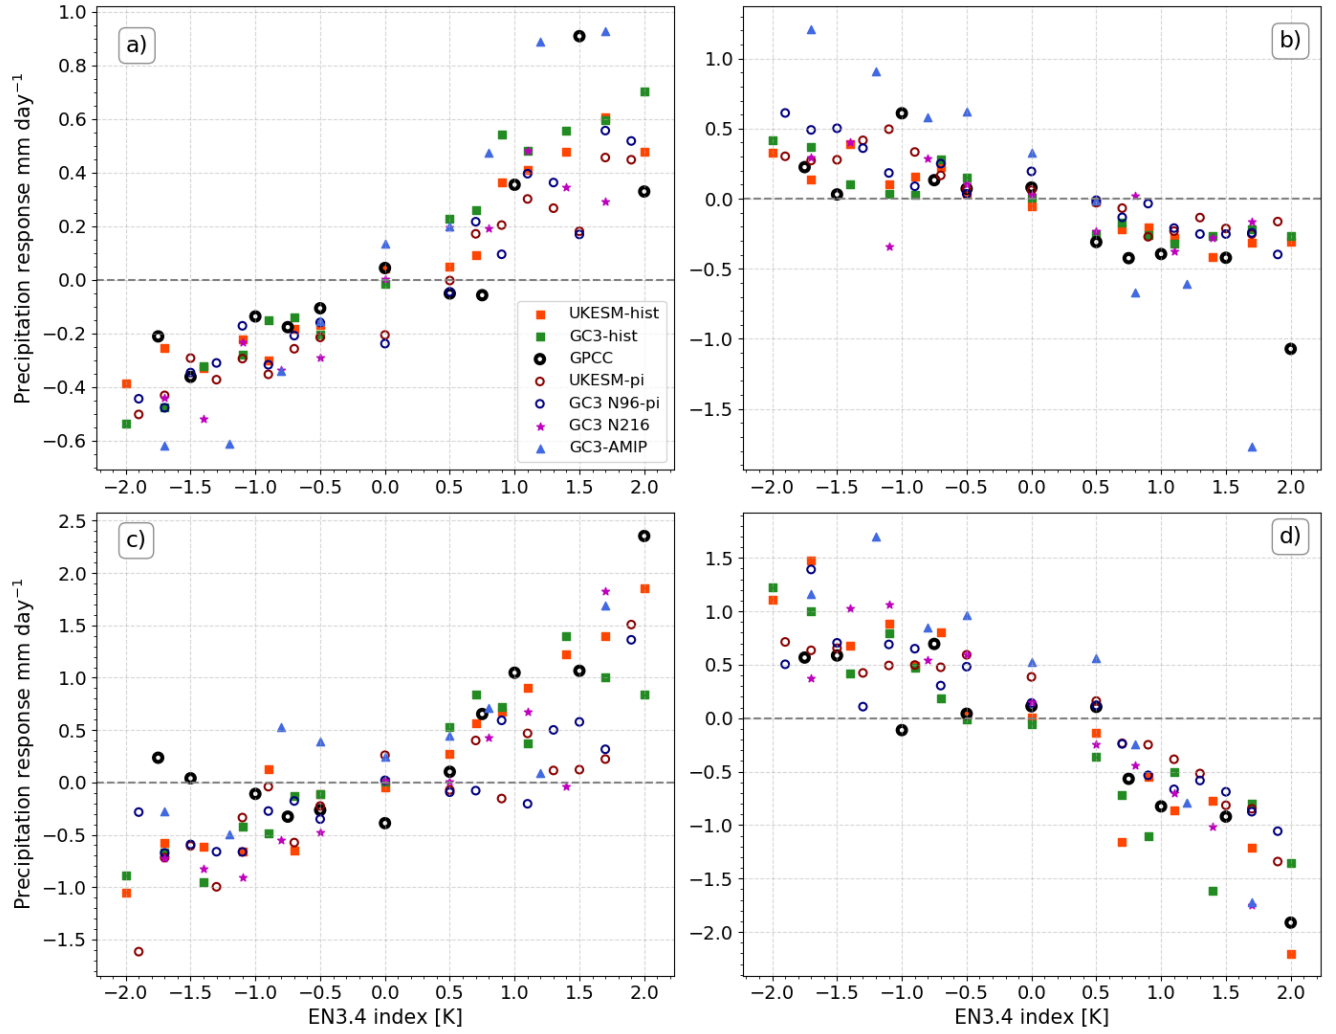 a)
Precipitation response mm day⁻¹
1.0
0.8
0.6
0.4
0.2
0.0
−0.2
−0.4
−0.6
−2.0 −1.5 −1.0 −0.5 0.0 0.5 1.0 1.5 2.0
UKESM-hist
GC3-hist
GPCC
UKESM-pi
GC3 N96-pi
GC3 N216
GC3-AMIP
b)
1.0
0.5
0.0
−0.5
−1.0
−1.5
−2.0 −1.5 −1.0 −0.5 0.0 0.5 1.0 1.5 2.0
c)
Precipitation response mm day⁻¹
2.5
2.0
1.5
1.0
0.5
0.0
−0.5
−1.0
−1.5
−2.0 −1.5 −1.0 −0.5 0.0 0.5 1.0 1.5 2.0
EN3.4 index [K]
d)
1.5
1.0
0.5
0.0
−0.5
−1.0
−1.5
−2.0
−2.0 −1.5 −1.0 −0.5 0.0 0.5 1.0 1.5 2.0
EN3.4 index [K]